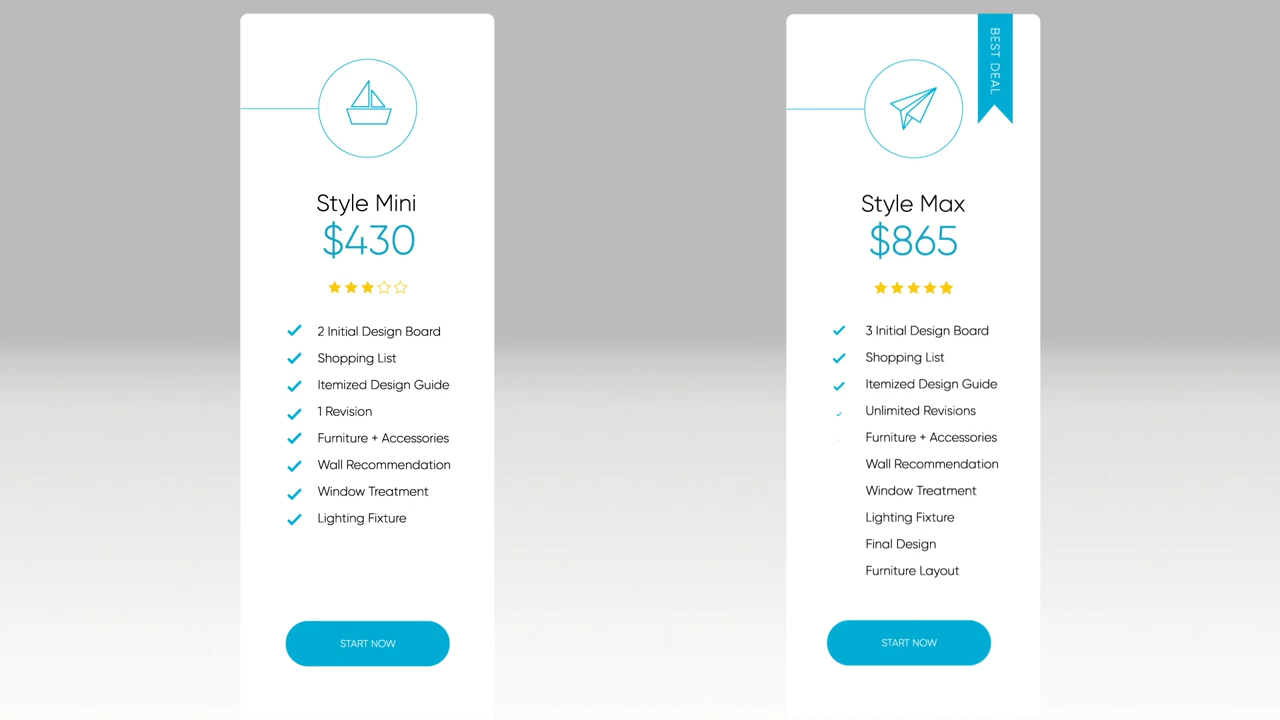 Style Mini
$430
2 Initial Design Board
Shopping List
Itemized Design Guide
1 Revision
Furniture + Accessories
Wall Recommendation
Window Treatment
Lighting Fixture
START NOW
BEST DEAL
Style Max
$865
3 Initial Design Board
Shopping List
Itemized Design Guide
Unlimited Revisions
Furniture + Accessories
Wall Recommendation
Window Treatment
Lighting Fixture
Final Design
Furniture Layout
START NOW